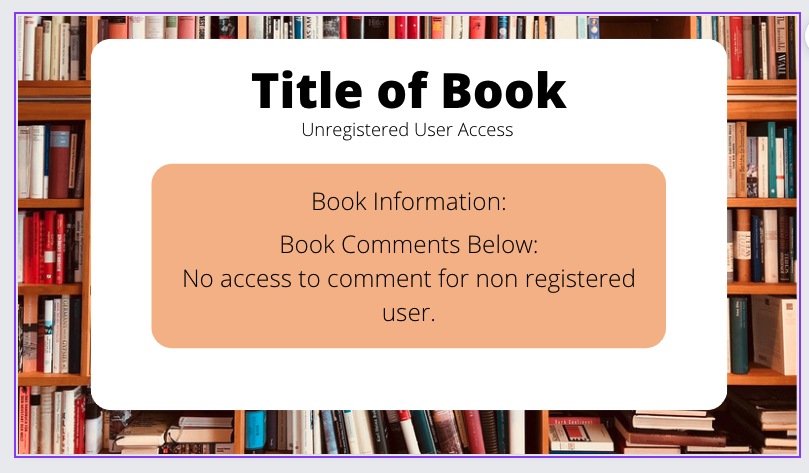 Title of Book
Unregistered User Access
Book Information:
Book Comments Below:
No access to comment for non registered
user.